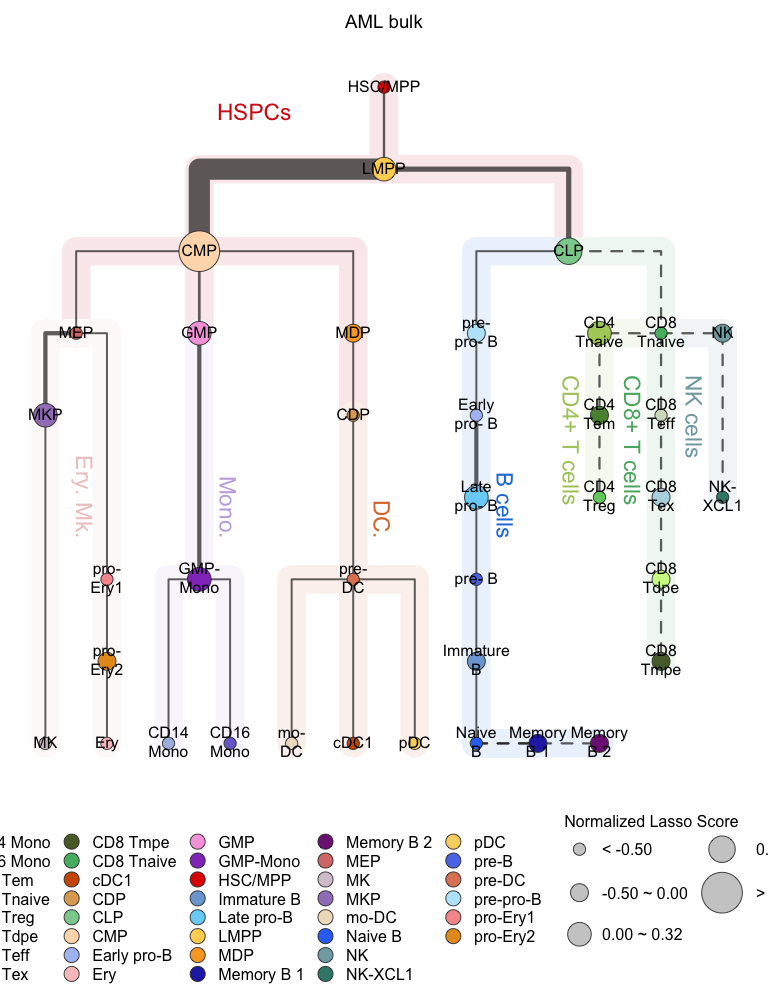 AML bulk
HSC/MPP
HSPCs
LMPP
CMP
CLP
MEP
GMP
MDP
pre-
pro- B
CD4
Tnaive
CD8
Tnaive
NK
MKP
CDP
Early
pro- B
CD4
Tem
CD8
Teff
Ery. Mk.
Mono.
DC.
B cells
CD4+ T cells
CD8+ T cells
NK cells
Late
pro- B
CD4
Treg
CD8
Tex
NK-
XCL1
pro-
Ery1
GMP-
Mono
pre-
DC
pre- B
CD8
Tdpe
pro-
Ery2
Immature
B
CD8
Tmpe
MK
Ery
CD14
Mono
CD16
Mono
mo-
DC
cDC1
pDC
Naive
B
Memory
B 1
Memory
B 2
4 Mono
6 Mono
Tem
Tnaive
Treg
Tdpe
Teff
Tex
CD8 Tmpe
CD8 Tnaive
cDC1
CDP
CLP
CMP
Early pro-B
Ery
GMP
GMP-Mono
HSC/MPP
Immature B
Late pro-B
LMPP
MDP
Memory B 1
Memory B 2
MEP
MK
MKP
mo-DC
Naive B
NK
NK-XCL1
pDC
pre-B
pre-DC
pre-pro-B
pro-Ery1
pro-Ery2
Normalized Lasso Score
< -0.50
-0.50 ~ 0.00
0.00 ~ 0.32
0.
>